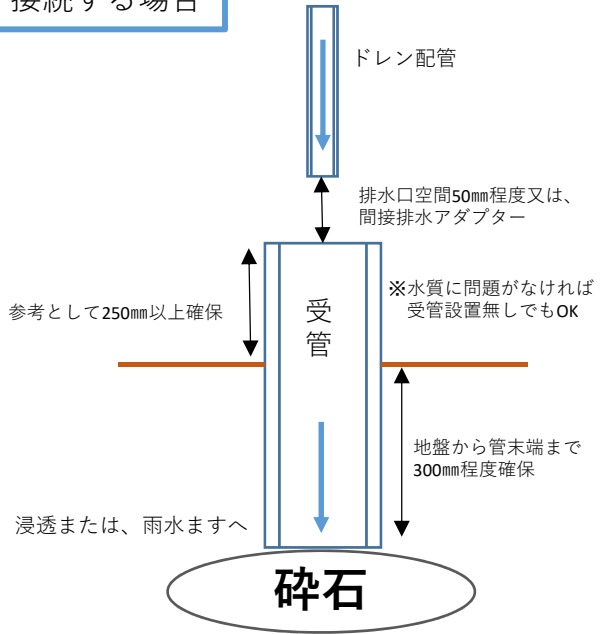 接続する場合
ドレン配管
排水口空間50㎜程度又は、
間接排水アダプター
※水質に問題がなければ
受管設置無しでもOK
参考として250㎜以上確保
受管
地盤から管末端まで
300㎜程度確保
浸透または、雨水ますへ
砕石